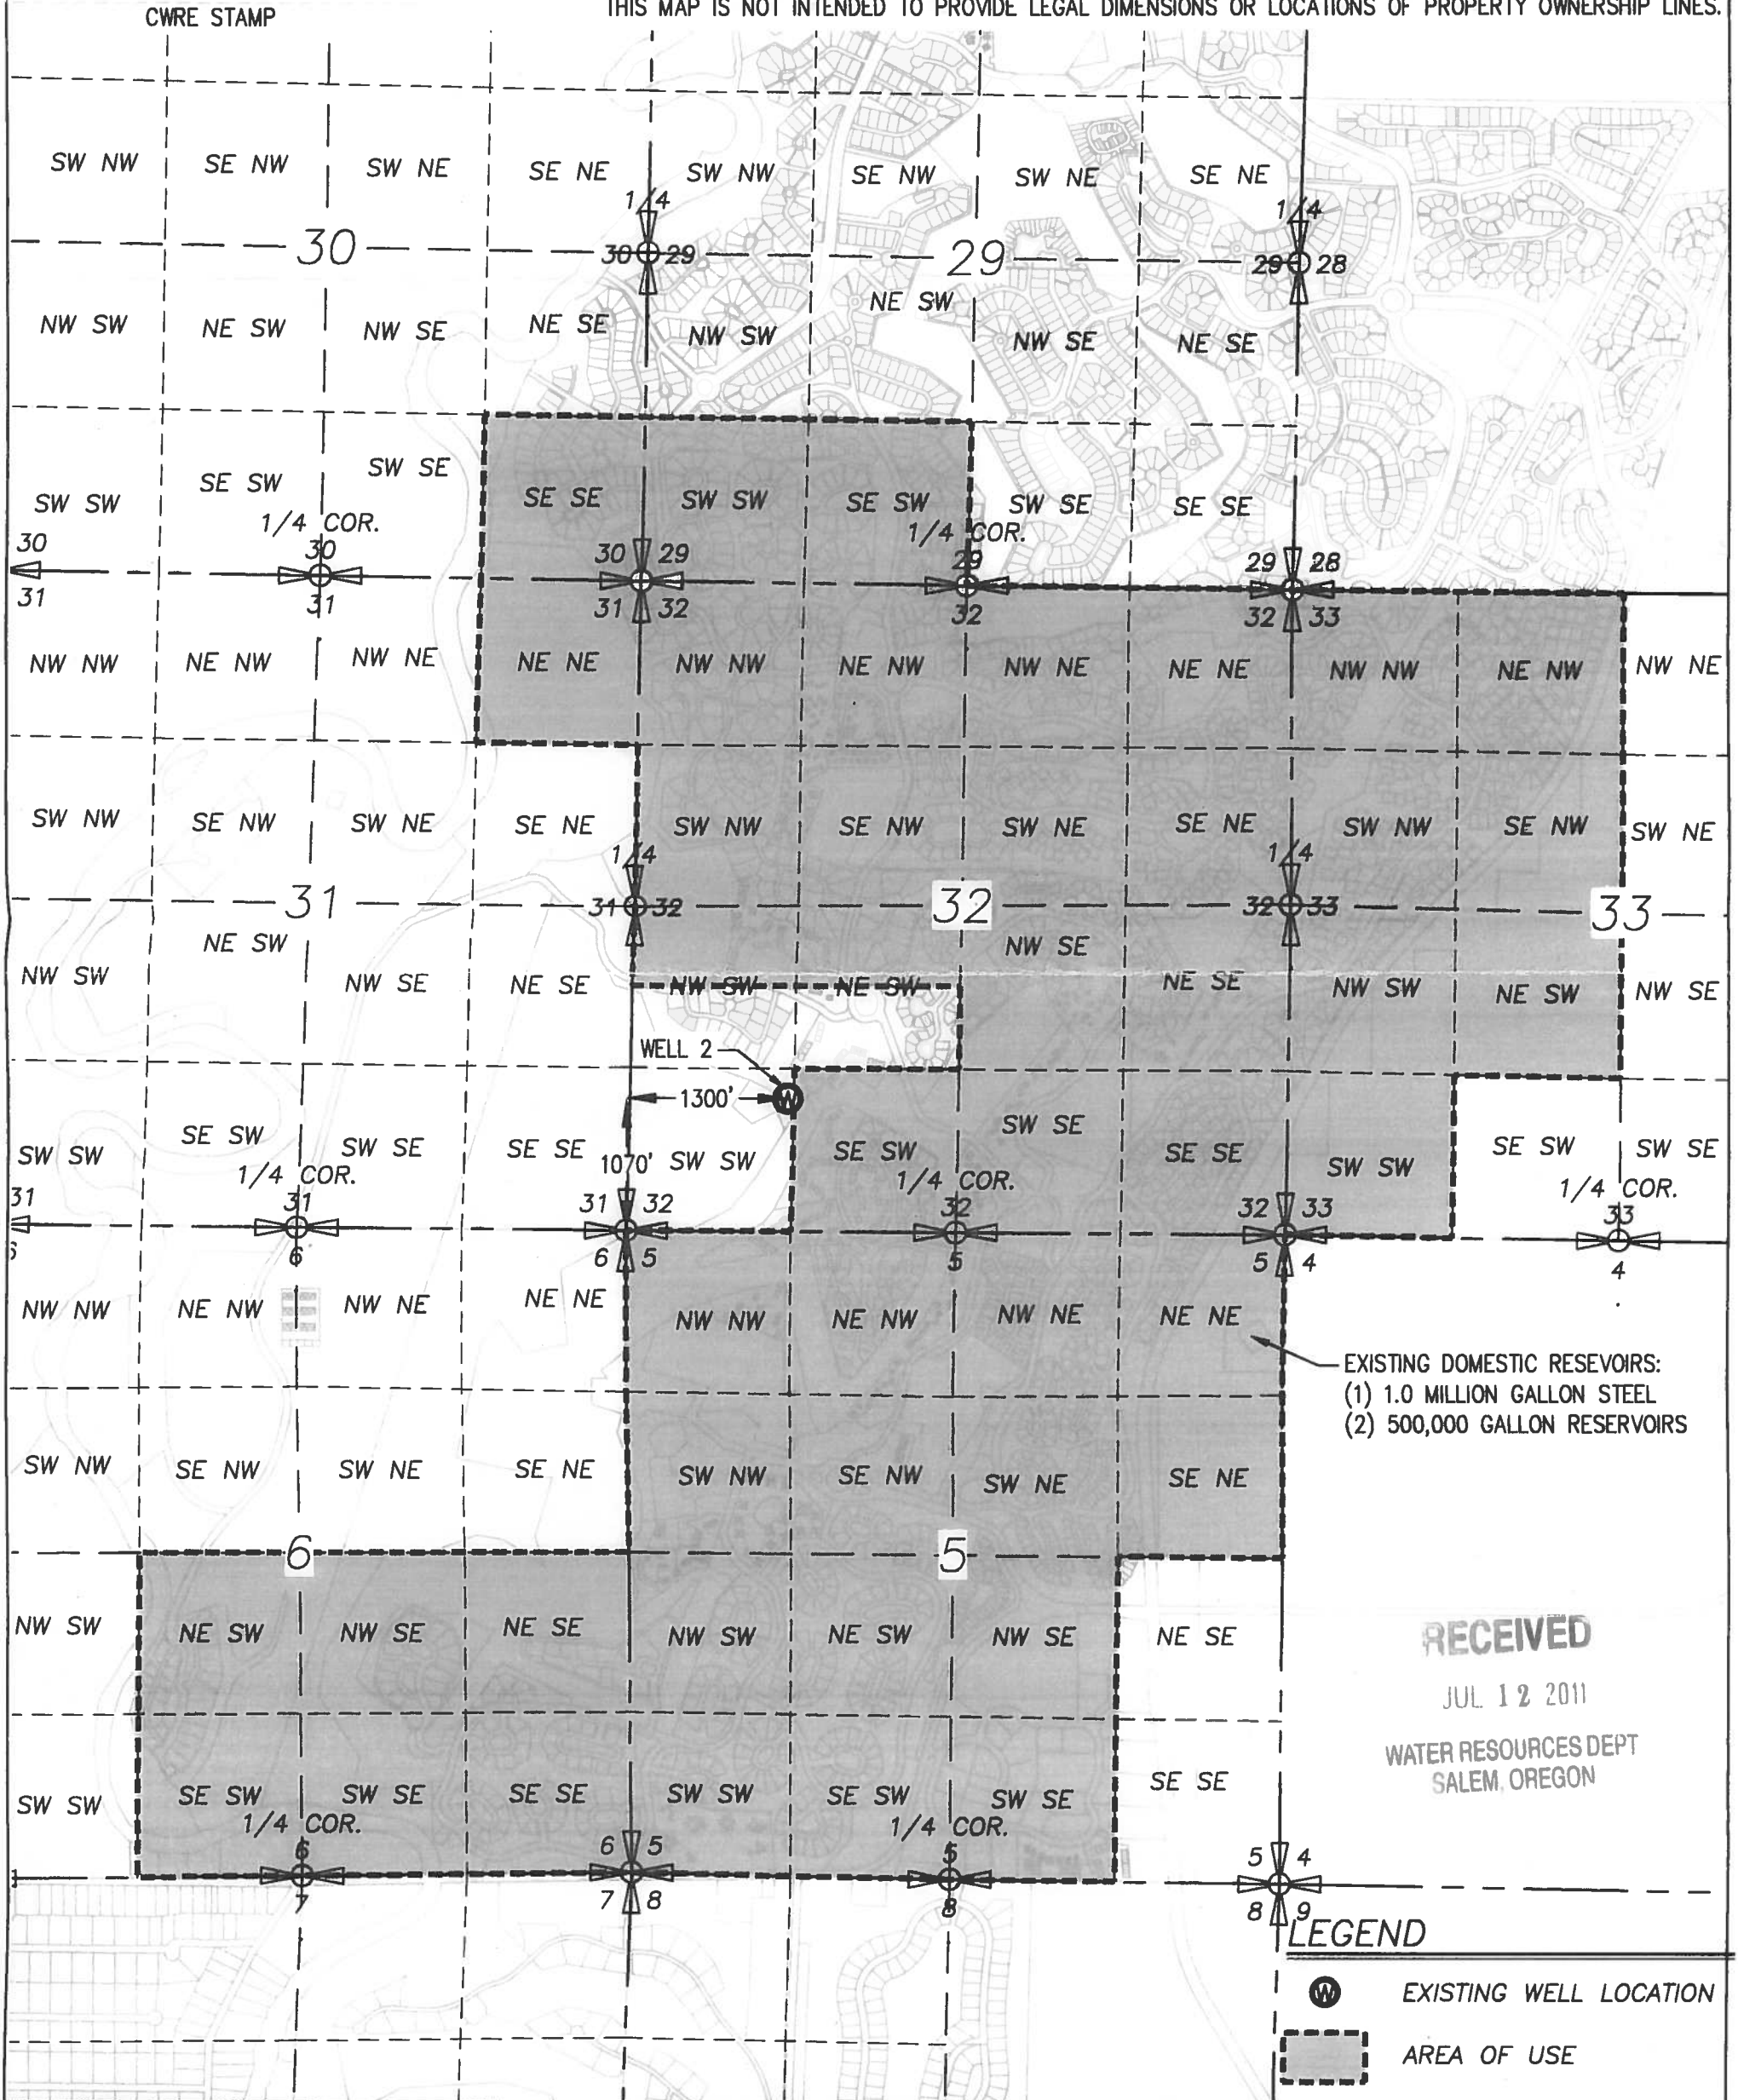 CWRE STAMP
THIS MAP IS NOT INTENDED TO PROVIDE LEGAL DIMENSIONS OR LOCATIONS OF PROPERTY OWNERSHIP LINES.
SW NW SE NW SW NE SE NE SW NW SE NW SW NE SE NE
1/4 1/4
30 30 29 29 29 28
NE SW
NW SW NE SW NW SE NE SE NW SW NW SE NE SE
SW SE
SW SW SE SW SE SE SW SW SE SW SW SE SE SE
1/4 COR. 1/4 COR.
30 30 30 29 29 29 28
31 31 31 32 32 32 33
NW NW NE NW NW NE NE NE NW NW NE NW NW NE NE NE NW NW NE NW NW NE
SW NW SE NW SW NE SE NE SW NW SE NW SW NE SE NE SW NW SE NW SW NE
1/4 1/4
31 31 32 32 32 33 33
NE SW NW SE
NW SW NW SE NE SE NW SW NE SW NE SE NW SW NE SW NW SE
WELL 2
W
1300'
SW SE
SW SW SE SW SW SE SE SE 1070' SW SW SE SW SE SE SW SW SE SW SW SE
1/4 COR. 1/4 COR. 1/4 COR.
31 31 31 32 32 32 33 33
6 6 5 5 5 4 4
NW NW NE NW NW NE NE NE NW NW NE NW NW NE NE NE
EXISTING DOMESTIC RESEVOIRS:
(1) 1.0 MILLION GALLON STEEL
(2) 500,000 GALLON RESERVOIRS
SW NW SE NW SW NE SE NE SW NW SE NW SW NE SE NE
6 5
NW SW NE SW NW SE NE SE NW SW NE SW NW SE NE SE
RECEIVED
JUL 12 2011
WATER RESOURCES DEPT
SALEM, OREGON
SW SW SE SW SW SE SE SE SW SW SE SW SW SE SE SE
1/4 COR. 1/4 COR.
6 6 5 5 5 4
7 7 8 8 8 9
LEGEND
W EXISTING WELL LOCATION
AREA OF USE